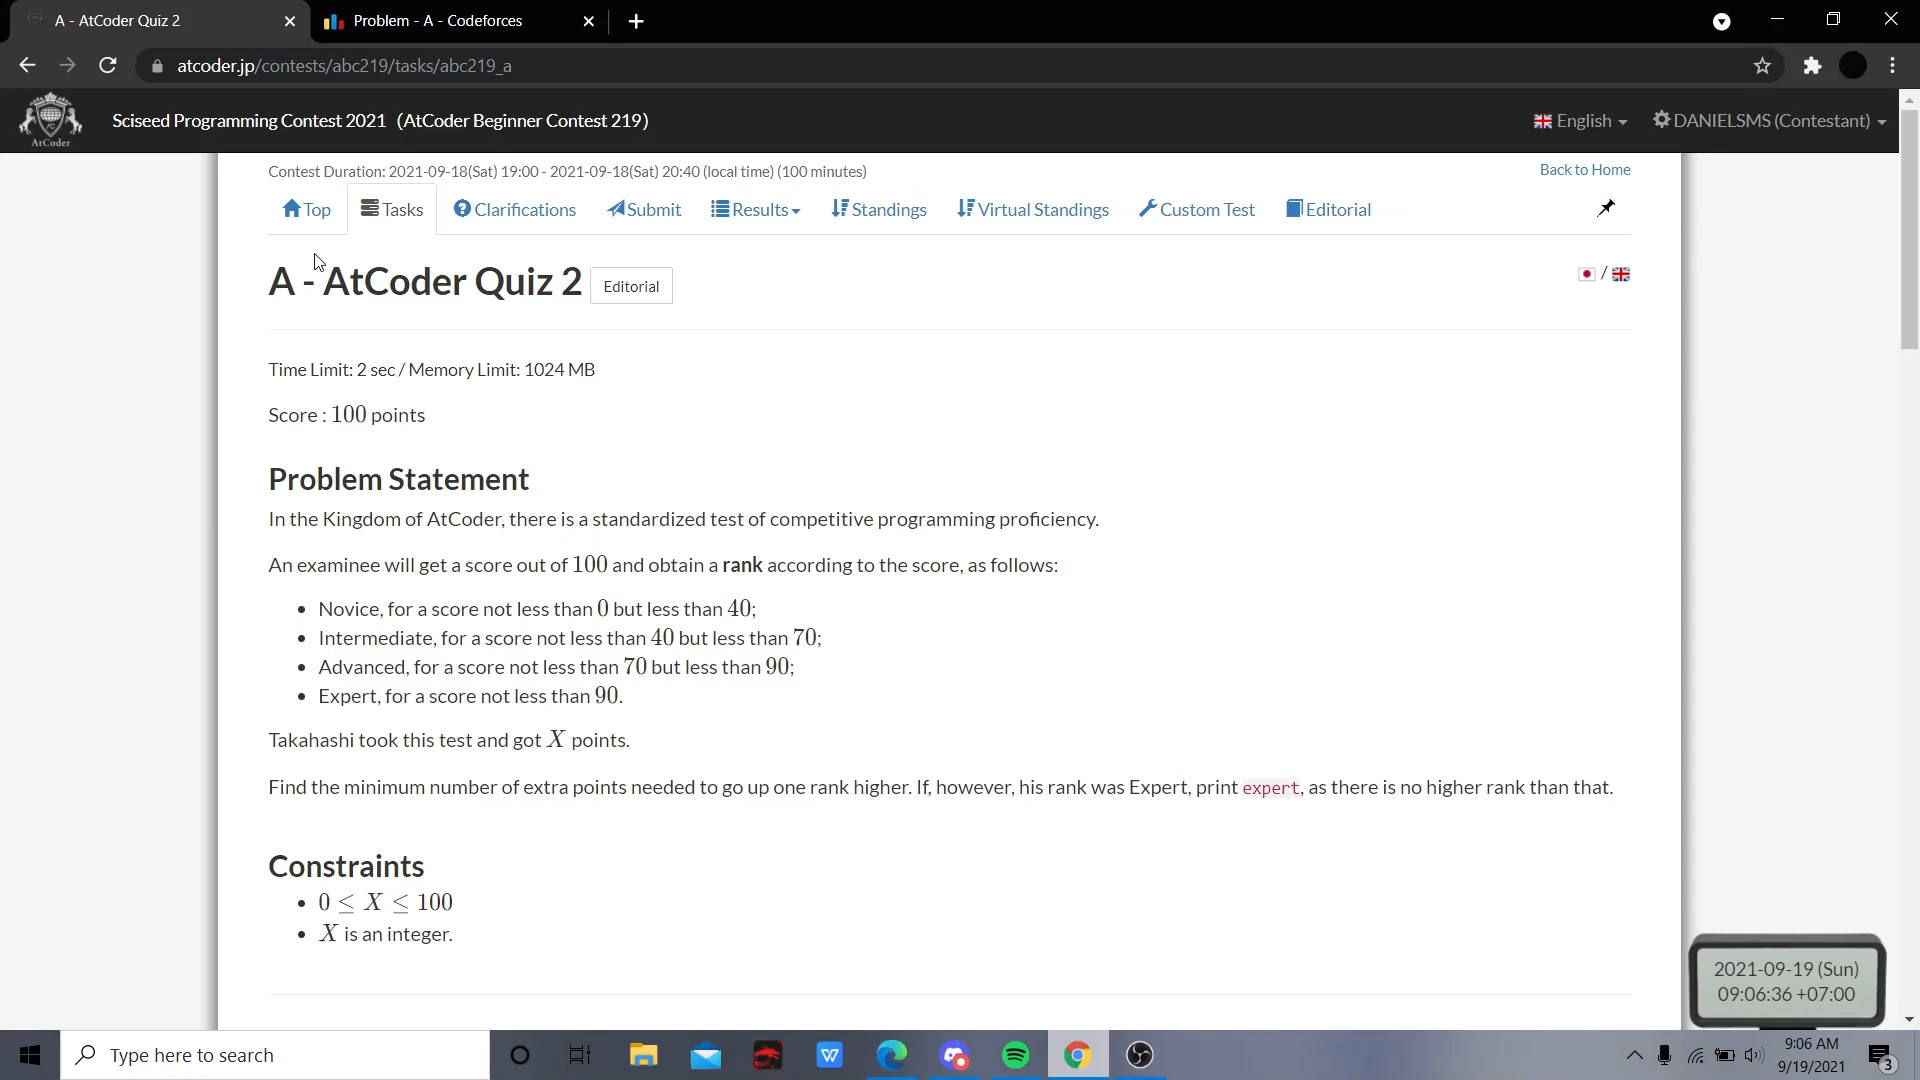 A - AtCoder Quiz 2
Problem - A - Codeforces
atcoder.jp/contests/abc219/tasks/abc219_a
AtCoder
Sciseed Programming Contest 2021 (AtCoder Beginner Contest 219)
English
DANIELSMS (Contestant)
Contest Duration: 2021-09-18(Sat) 19:00 - 2021-09-18(Sat) 20:40 (local time) (100 minutes)
Back to Home
Top
Tasks
Clarifications
Submit
Results
Standings
Virtual Standings
Custom Test
Editorial
A - AtCoder Quiz 2
Editorial
/
Time Limit: 2 sec / Memory Limit: 1024 MB
Score : 100 points
Problem Statement
In the Kingdom of AtCoder, there is a standardized test of competitive programming proficiency.
An examinee will get a score out of 100 and obtain a rank according to the score, as follows:
• Novice, for a score not less than 0 but less than 40;
• Intermediate, for a score not less than 40 but less than 70;
• Advanced, for a score not less than 70 but less than 90;
• Expert, for a score not less than 90.
Takahashi took this test and got X points.
Find the minimum number of extra points needed to go up one rank higher. If, however, his rank was Expert, print expert, as there is no higher rank than that.
Constraints
• 0 ≤ X ≤ 100
• X is an integer.
2021-09-19 (Sun)
09:06:36 +07:00
Type here to search
W
9:06 AM
9/19/2021
3